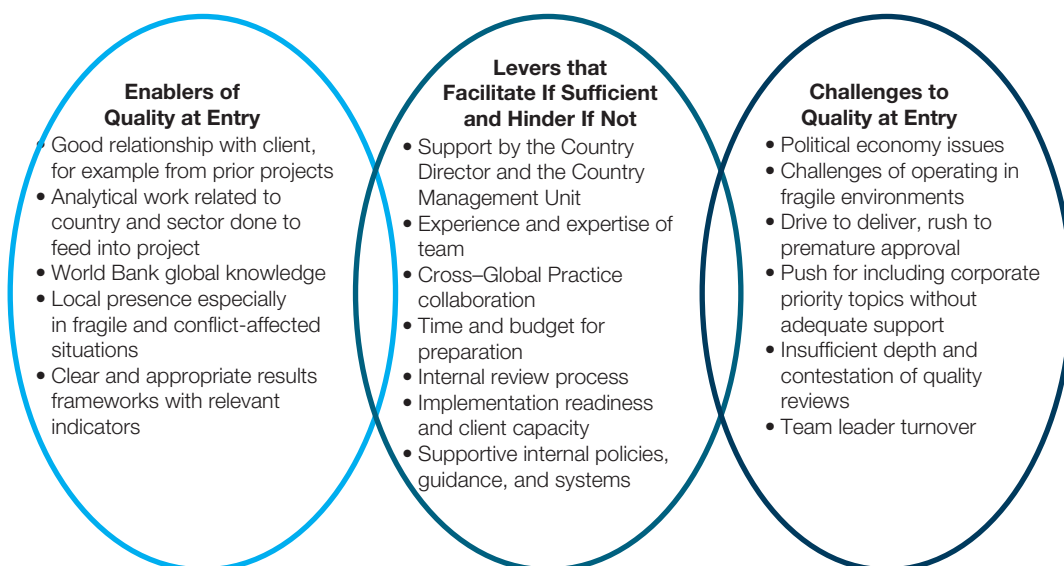 Enablers of
Quality at Entry
• Good relationship with client,
for example from prior projects
• Analytical work related to
country and sector done to
feed into project
• World Bank global knowledge
• Local presence especially
in fragile and conflict-affected
situations
• Clear and appropriate results
frameworks with relevant
indicators
Levers that
Facilitate If Sufficient
and Hinder If Not
• Support by the Country
Director and the Country
Management Unit
• Experience and expertise of
team
• Cross–Global Practice
collaboration
• Time and budget for
preparation
• Internal review process
• Implementation readiness
and client capacity
• Supportive internal policies,
guidance, and systems
Challenges to
Quality at Entry
• Political economy issues
• Challenges of operating in
fragile environments
• Drive to deliver, rush to
premature approval
• Push for including corporate
priority topics without
adequate support
• Insufficient depth and
contestation of quality
reviews
• Team leader turnover